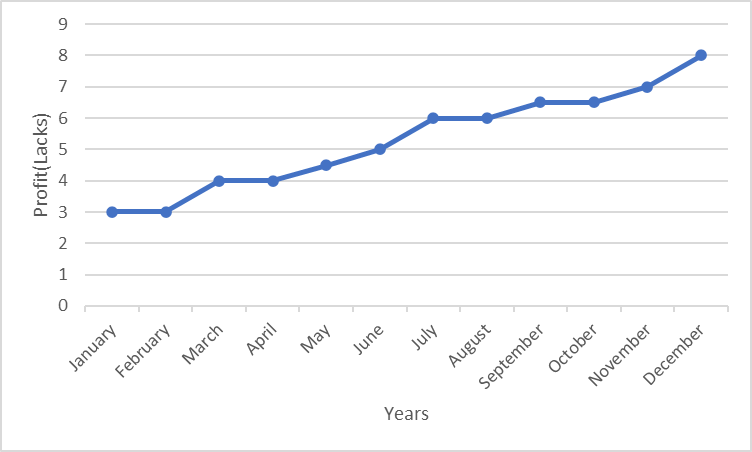 9
8
7
6
5
4
3
2
1
0
Profit(Lacks)
January
February
March
April
May
June
July
August
September
October
November
December
Years